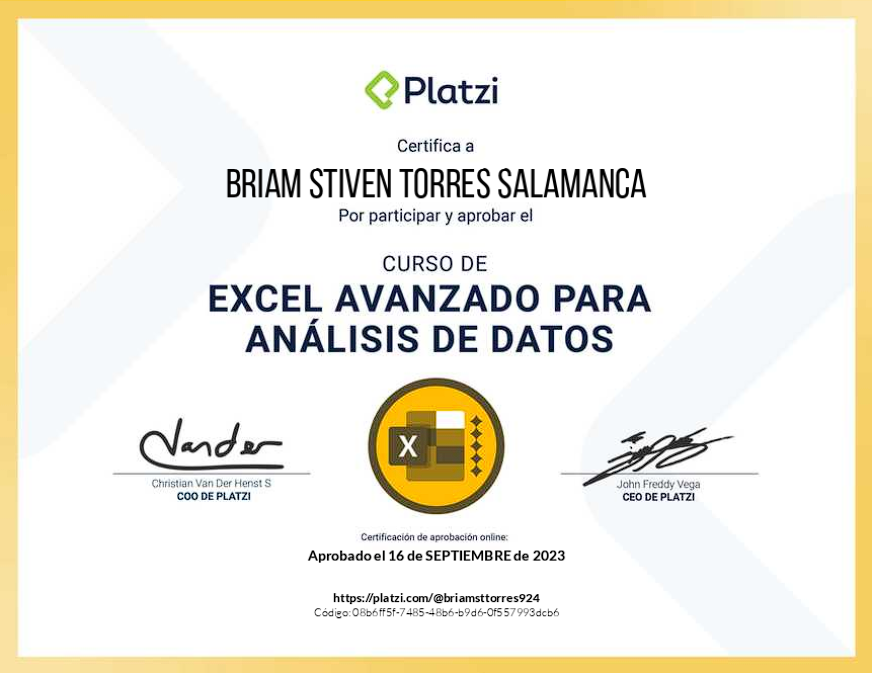 Platzi
Certifica a
BRIAM STIVEN TORRES SALAMANCA
Por participar y aprobar el
CURSO DE
EXCEL AVANZADO PARA
ANÁLISIS DE DATOS
Vander
X
Christian Van Der Henst S
COO DE PLATZI
John Freddy Vega
CEO DE PLATZI
Certificación de aprobación online:
Aprobado el 16 de SEPTIEMBRE de 2023
https://platzi.com/@briamsttorres924
Código: 08b6ff5f-7485-48b6-b9d6-0f557993dcb6